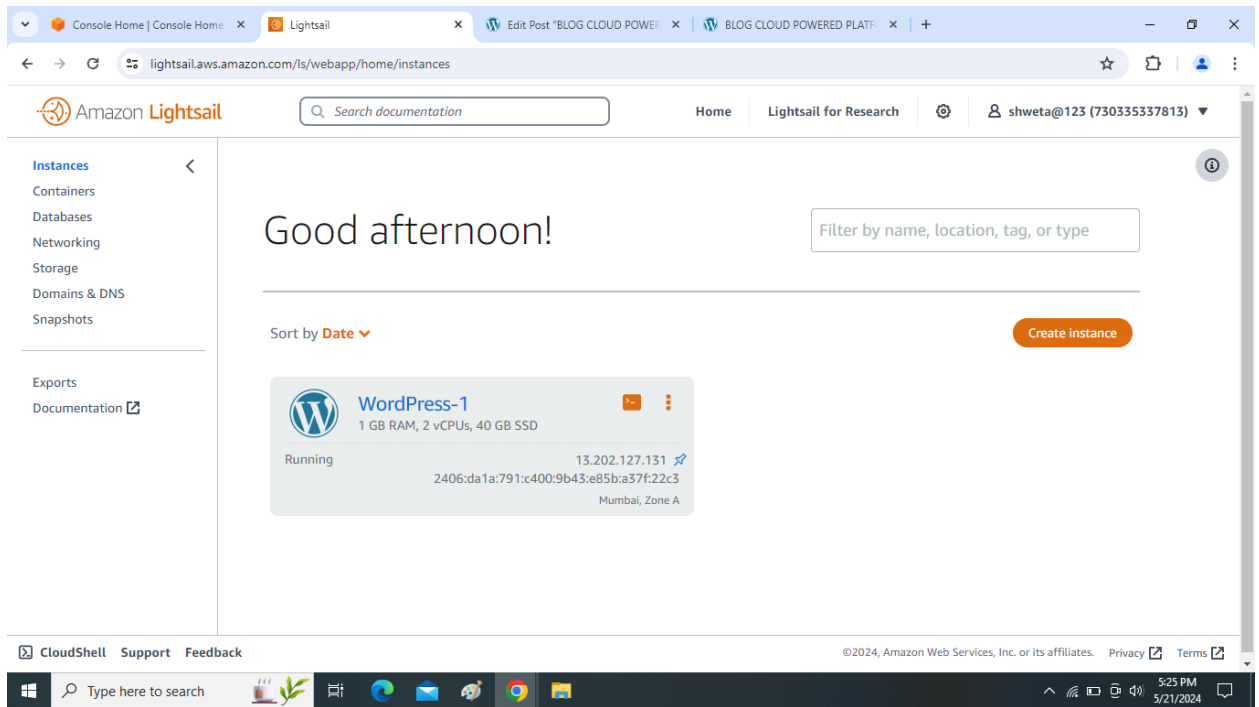 Console Home | Console Home
Lightsail
Edit Post "BLOG CLOUD POWER
BLOG CLOUD POWERED PLATF
lightsail.aws.amazon.com/ls/webapp/home/instances
Amazon Lightsail
Search documentation
Home
Lightsail for Research
shweta@123 (730335337813)
Instances
Containers
Databases
Networking
Storage
Domains & DNS
Snapshots
Exports
Documentation
Good afternoon!
Filter by name, location, tag, or type
Sort by Date
Create instance
WordPress-1
1 GB RAM, 2 vCPUs, 40 GB SSD
Running
13.202.127.131
2406:da1a:791:c400:9b43:e85b:a37f:22c3
Mumbai, Zone A
CloudShell Support Feedback
©2024, Amazon Web Services, Inc. or its affiliates. Privacy Terms
Type here to search
5:25 PM
5/21/2024